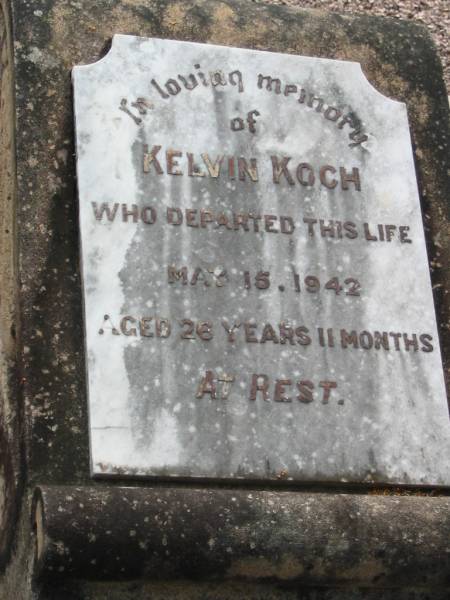 In loving memory
of
KELVIN KOCH
WHO DEPARTED THIS LIFE
MAY 15. 1942
AGED 26 YEARS 11 MONTHS
AT REST.